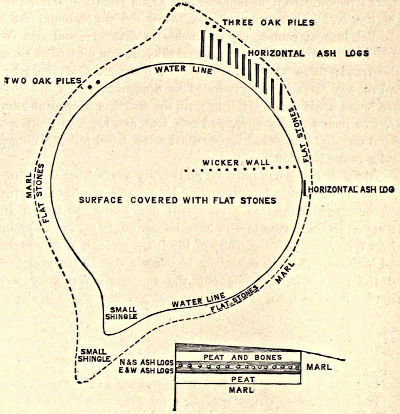 THREE OAK PILES
HORIZONTAL ASH LOGS
TWO OAK PILES
WATER LINE
FLAT STONES
WICKER WALL
MARL
FLAT STONES
SURFACE COVERED WITH FLAT STONES
HORIZONTAL ASH LOG
MARL
WATER LINE
FLAT STONES
SMALL
SHINGLE
SMALL
SHINGLE
N & S ASH LOGS
E & W ASH LOGS
PEAT AND BONES
MARL
PEAT
MARL